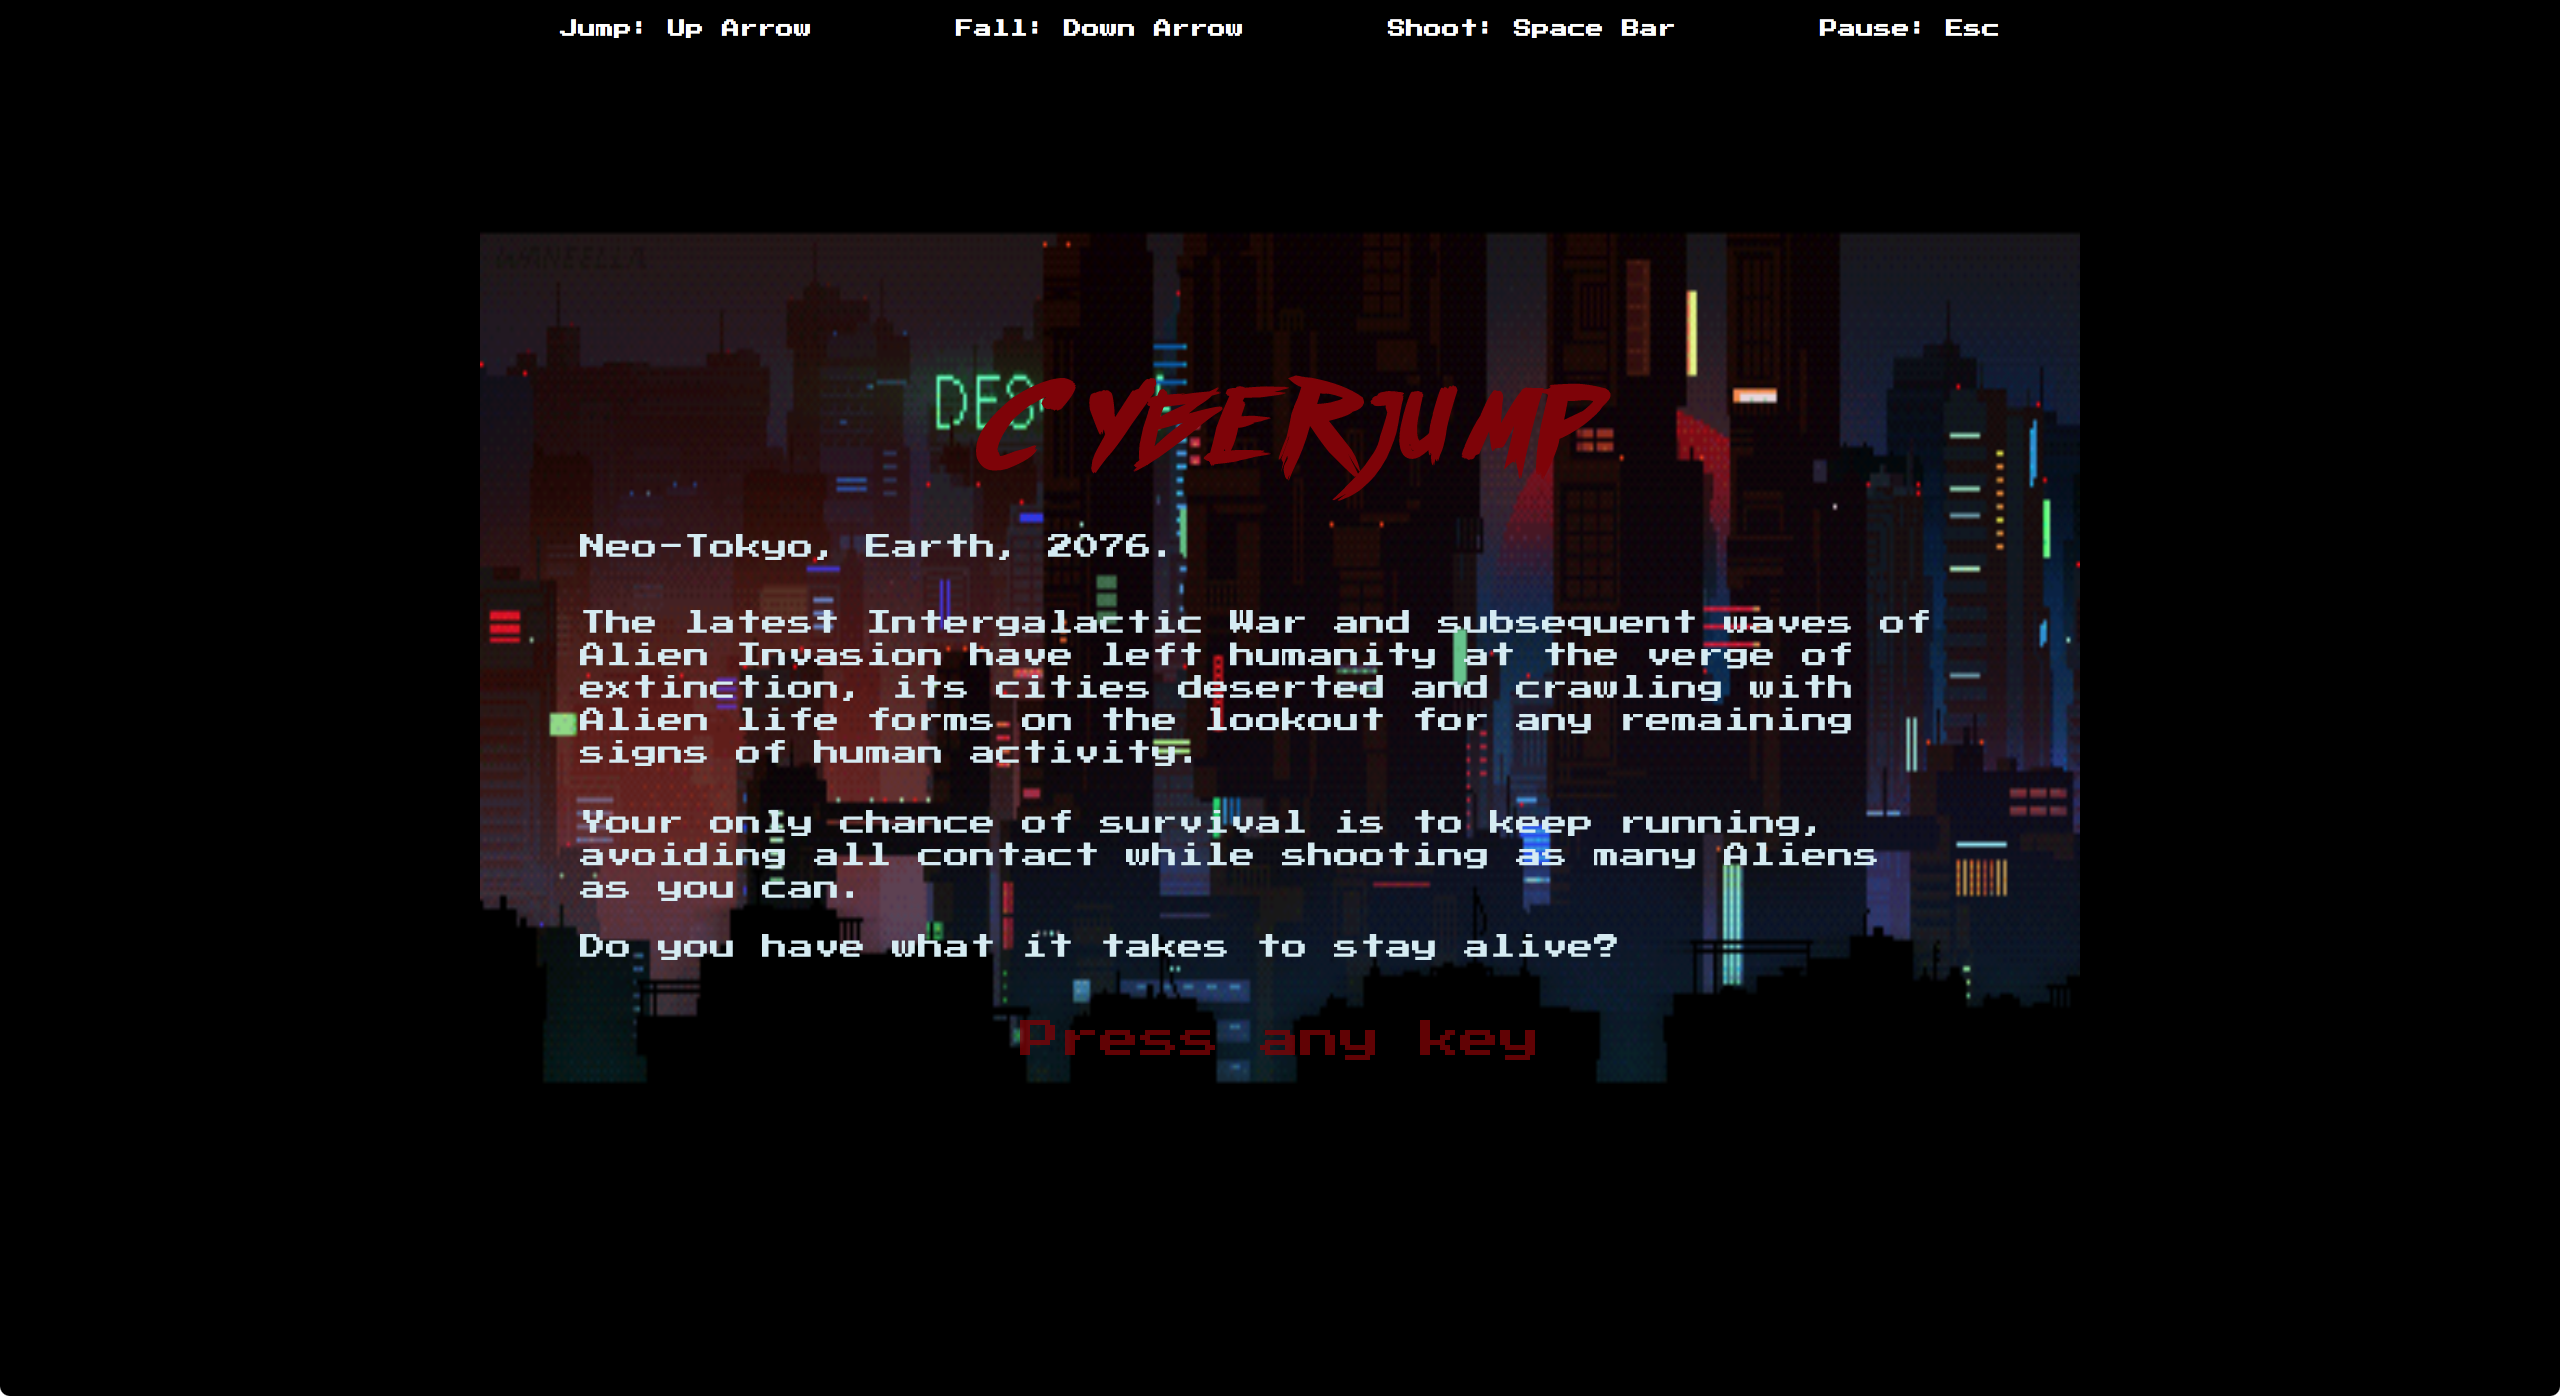 Jump: Up Arrow Fall: Down Arrow Shoot: Space Bar Pause: Esc
WANEELLA
DES
CYBERJUMP
Neo-Tokyo, Earth, 2076.
The latest Intergalactic War and subsequent waves of
Alien Invasion have left humanity at the verge of
extinction, its cities deserted and crawling with
Alien life forms on the lookout for any remaining
signs of human activity.
Your only chance of survival is to keep running,
avoiding all contact while shooting as many Aliens
as you can.
Do you have what it takes to stay alive?
Press any key